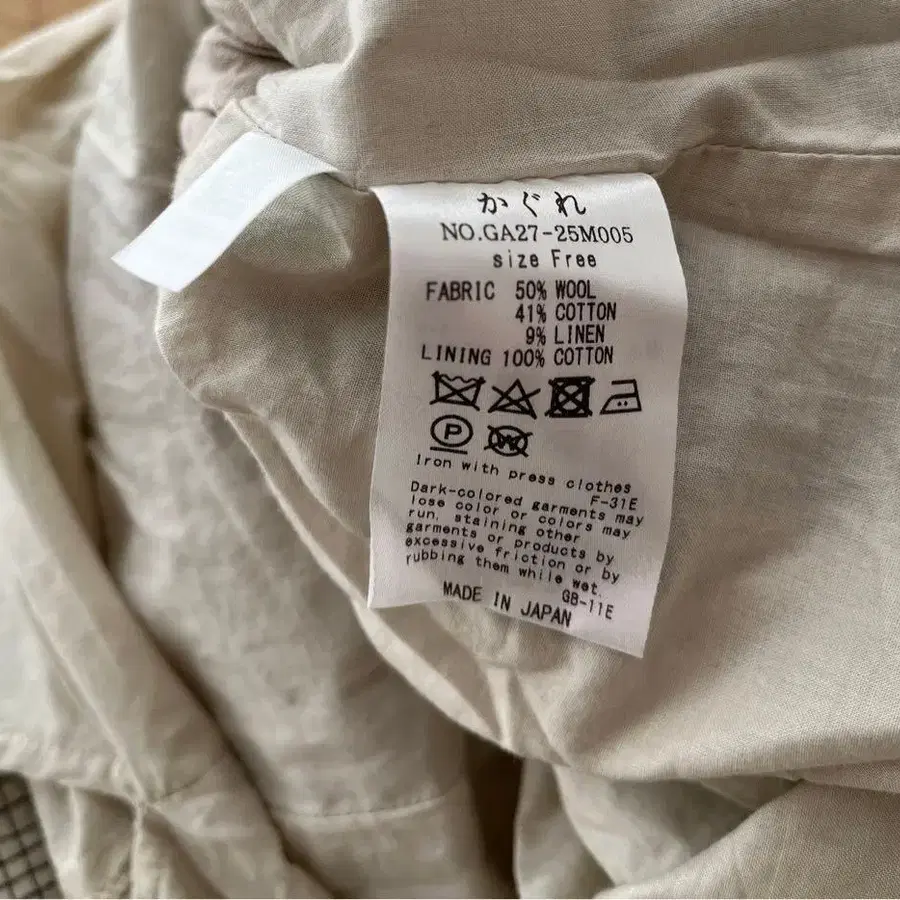 かぐれ
NO.GA27-25M005
size Free
FABRIC 50% WOOL
41% COTTON
9% LINEN
LINING 100% COTTON
P
W
Iron with press clothes
F-31E
Dark-colored garments may
lose color or colors may
run, staining other
garments or products by
excessive friction or by
rubbing them while wet.
GB-11E
MADE IN JAPAN